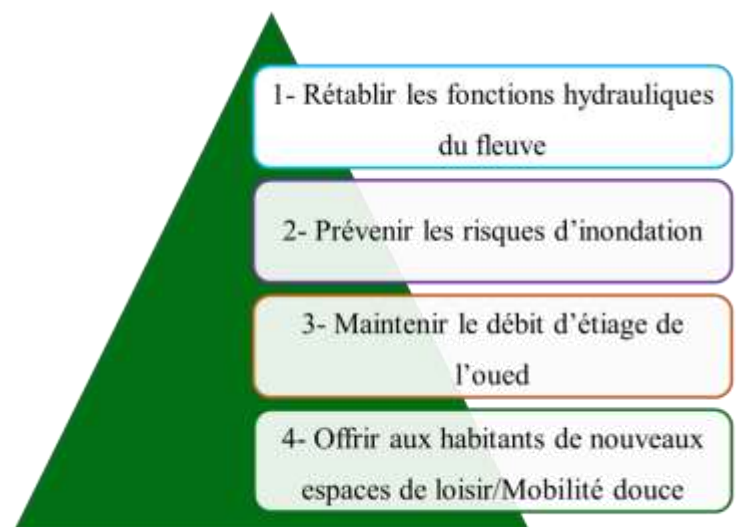 1- Rétablir les fonctions hydrauliques
du fleuve
2- Prévenir les risques d’inondation
3- Maintenir le débit d’étiage de
l’oued
4- Offrir aux habitants de nouveaux
espaces de loisir/Mobilité douce